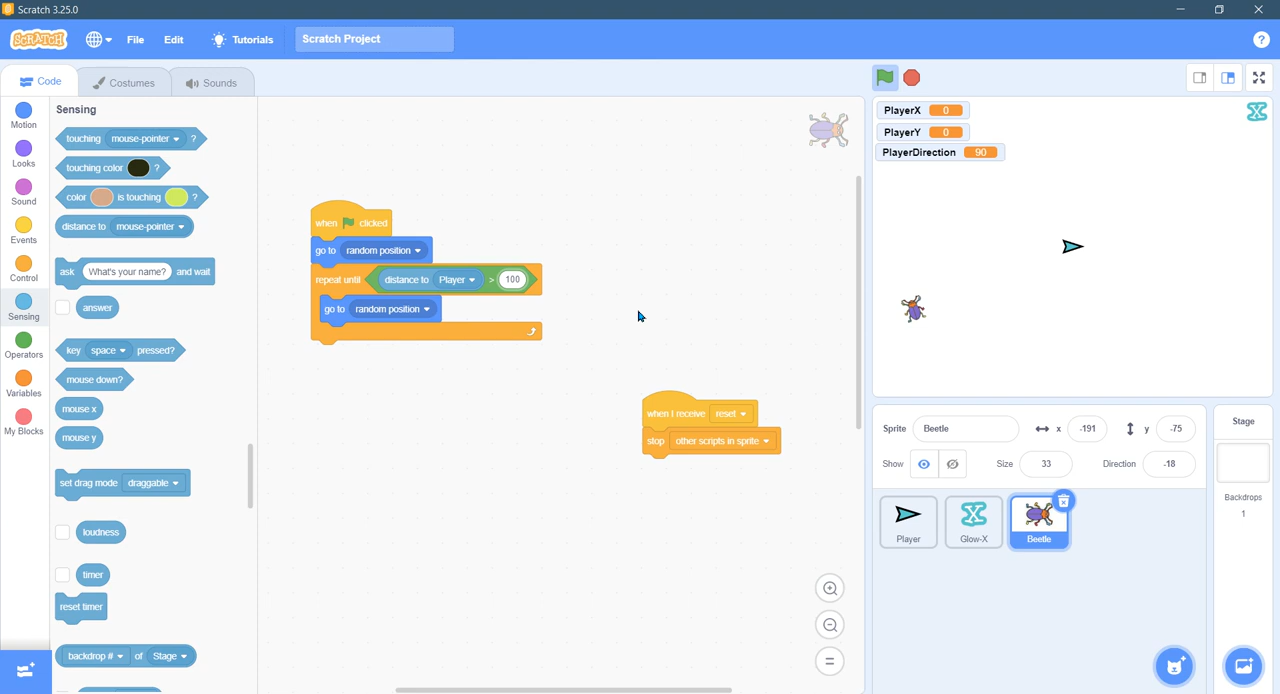 Scratch 3.25.0
SCRATCH File Edit Tutorials Scratch Project ?
Code Costumes Sounds
Motion
Looks
Sound
Events
Control
Sensing
Operators
Variables
My Blocks
Sensing
touching mouse-pointer ?
touching color ?
color is touching ?
distance to mouse-pointer
ask What's your name? and wait
answer
key space pressed?
mouse down?
mouse x
mouse y
set drag mode draggable
loudness
timer
reset timer
backdrop # of Stage
when clicked
go to random position
repeat until distance to Player > 100
go to random position
when I receive reset
stop other scripts in sprite
PlayerX 0
PlayerY 0
PlayerDirection 90
Sprite Beetle x -191 y -75
Show Size 33 Direction -18
Player
Glow-X
Beetle
Stage
Backdrops
1